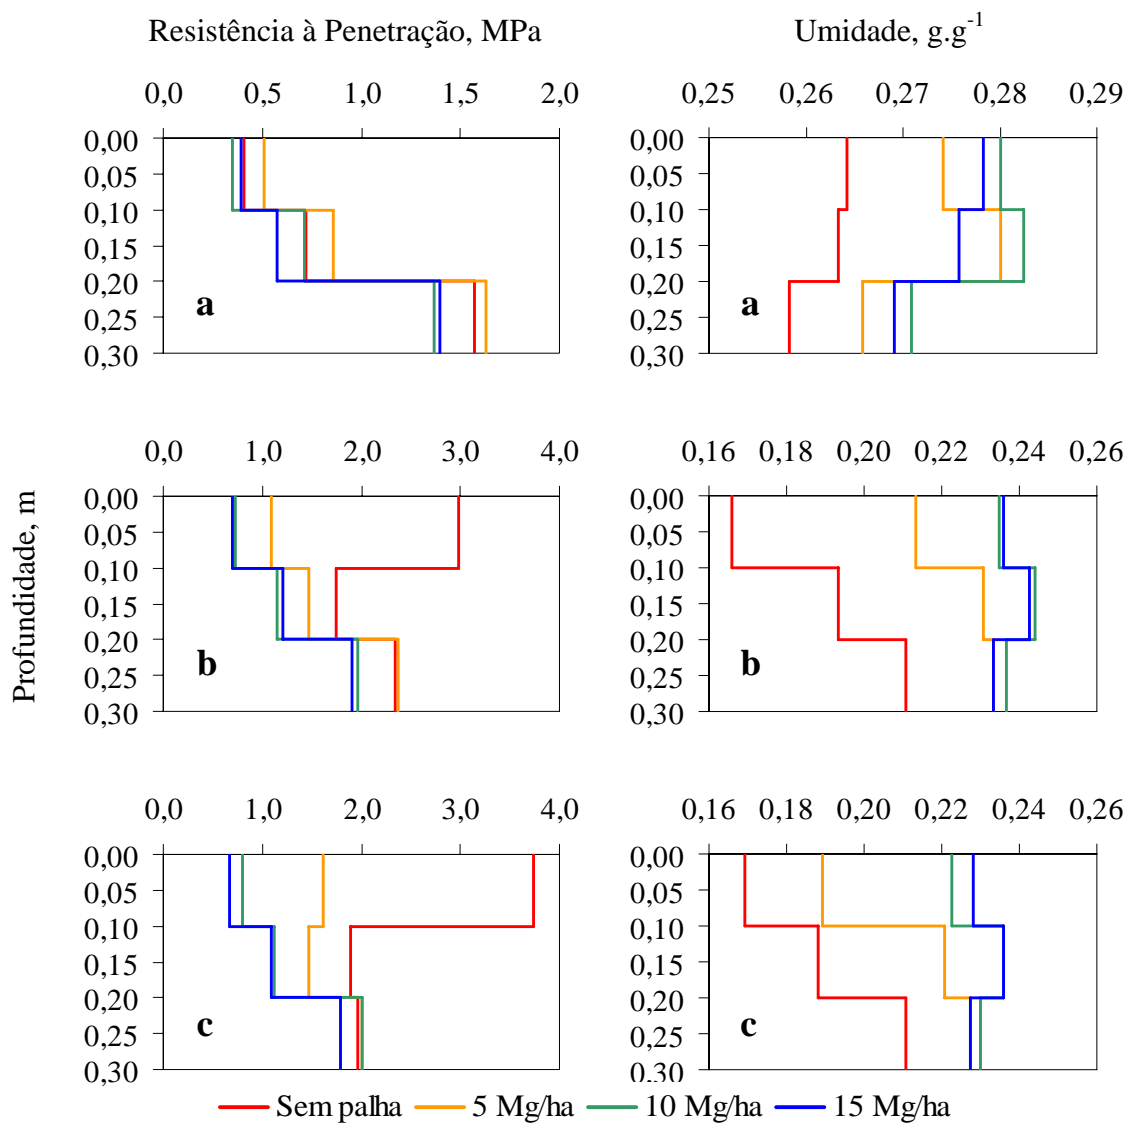 Resistência à Penetração, MPa
Umidade, g.g-1
0,0 0,5 1,0 1,5 2,0
0,25 0,26 0,27 0,28 0,29
0,00
0,05
0,10
0,15
0,20
0,25
0,30
a
0,00
0,05
0,10
0,15
0,20
0,25
0,30
a
Profundidade, m
0,0 1,0 2,0 3,0 4,0
0,16 0,18 0,20 0,22 0,24 0,26
0,00
0,05
0,10
0,15
0,20
0,25
0,30
b
0,00
0,05
0,10
0,15
0,20
0,25
0,30
b
0,0 1,0 2,0 3,0 4,0
0,16 0,18 0,20 0,22 0,24 0,26
0,00
0,05
0,10
0,15
0,20
0,25
0,30
c
0,00
0,05
0,10
0,15
0,20
0,25
0,30
c
Sem palha 5 Mg/ha 10 Mg/ha 15 Mg/ha